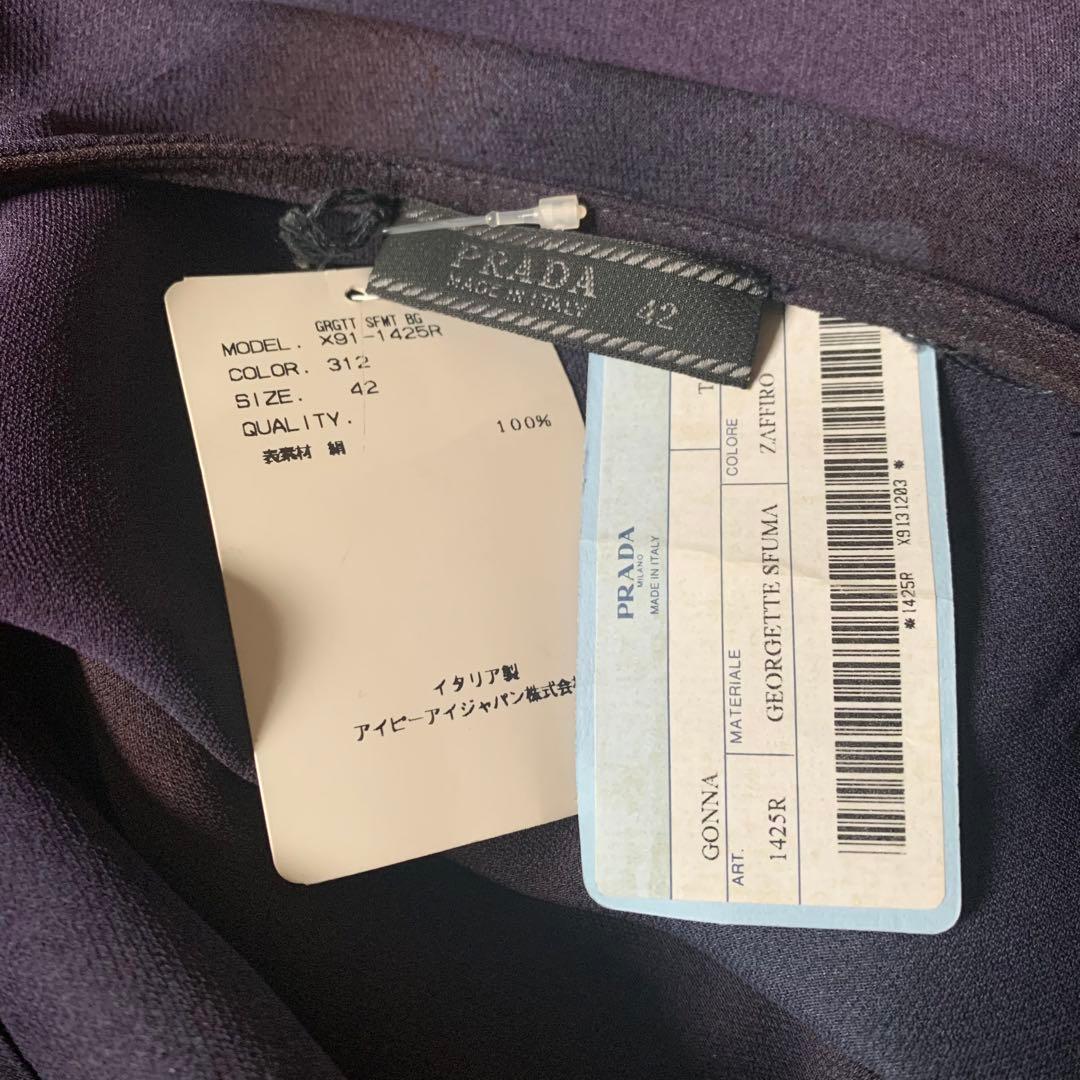 PRADA
MADE IN ITALY
42
GRGTT SFMT BG
MODEL. X91-1425R
COLOR. 312
SIZE. 42
QUALITY.
100%
表素材 絹
イタリア製
アイピーアイジャパン株式会
PRADA
MILANO
MADE IN ITALY
GONNA
T
ART.
1425R
MATERIALE
GEORGETTE SFUMA
COLORE
ZAFFIRO
*1425R X9131203 *